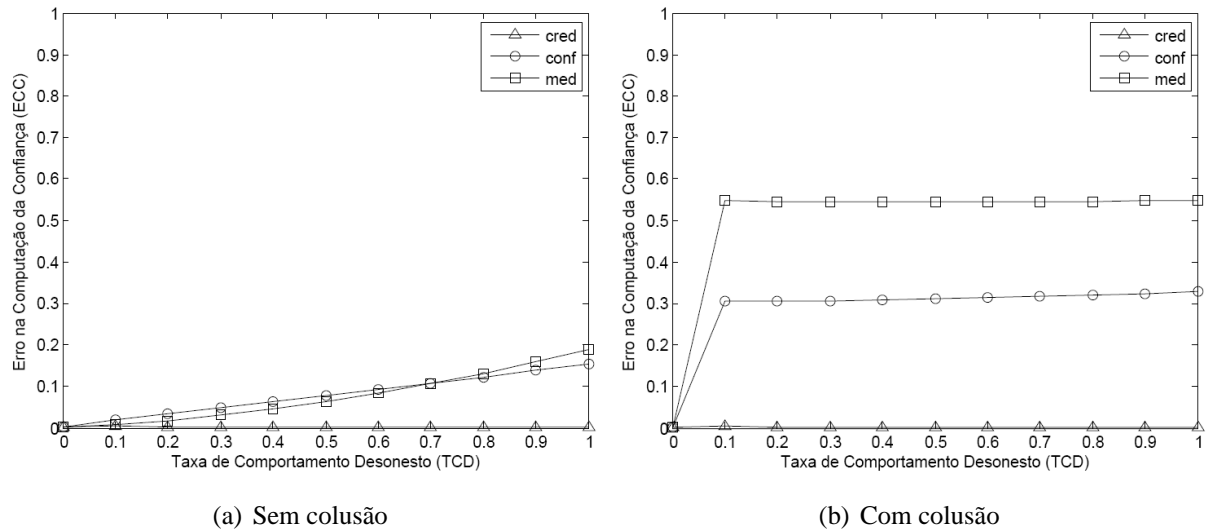 1
0.9
0.8
0.7
0.6
0.5
0.4
0.3
0.2
0.1
0
Erro na Computação da Confiança (ECC)
cred
conf
med
0 0.1 0.2 0.3 0.4 0.5 0.6 0.7 0.8 0.9 1
Taxa de Comportamento Desonesto (TCD)
(a) Sem colusão
1
0.9
0.8
0.7
0.6
0.5
0.4
0.3
0.2
0.1
0
Erro na Computação da Confiança (ECC)
cred
conf
med
0 0.1 0.2 0.3 0.4 0.5 0.6 0.7 0.8 0.9 1
Taxa de Comportamento Desonesto (TCD)
(b) Com colusão